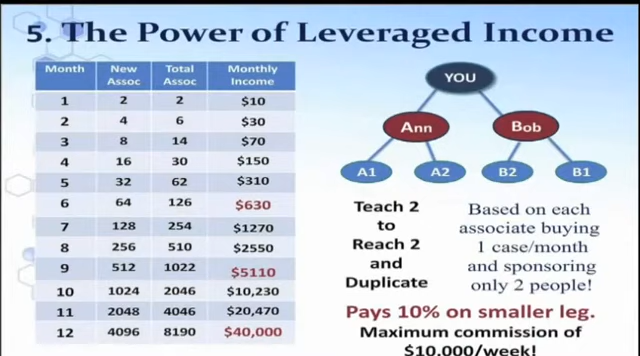 5. The Power of Leveraged Income
Month New Assoc Total Assoc Monthly Income
1 2 2 $10
2 4 6 $30
3 8 14 $70
4 16 30 $150
5 32 62 $310
6 64 126 $630
7 128 254 $1270
8 256 510 $2550
9 512 1022 $5110
10 1024 2046 $10,230
11 2048 4046 $20,470
12 4096 8190 $40,000
YOU
Ann Bob
A1 A2 B2 B1
Teach 2
to
Reach 2
and
Duplicate
Based on each
associate buying
1 case/month
and sponsoring
only 2 people!
Pays 10% on smaller leg.
Maximum commission of
$10,000/week!